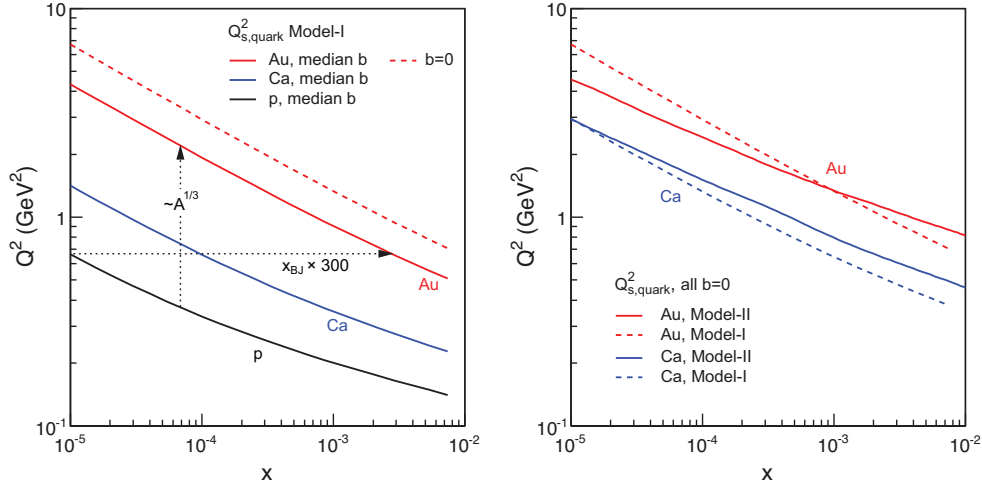 10
1
10-1
Q2 (GeV2)
Q2s,quark Model-I
Au, median b
b=0
Ca, median b
p, median b
~A1/3
xBJ × 300
Au
Ca
p
10-5
10-4
10-3
10-2
x
10
1
10-1
Q2 (GeV2)
Au
Ca
Q2s,quark, all b=0
Au, Model-II
Au, Model-I
Ca, Model-II
Ca, Model-I
10-5
10-4
10-3
10-2
x